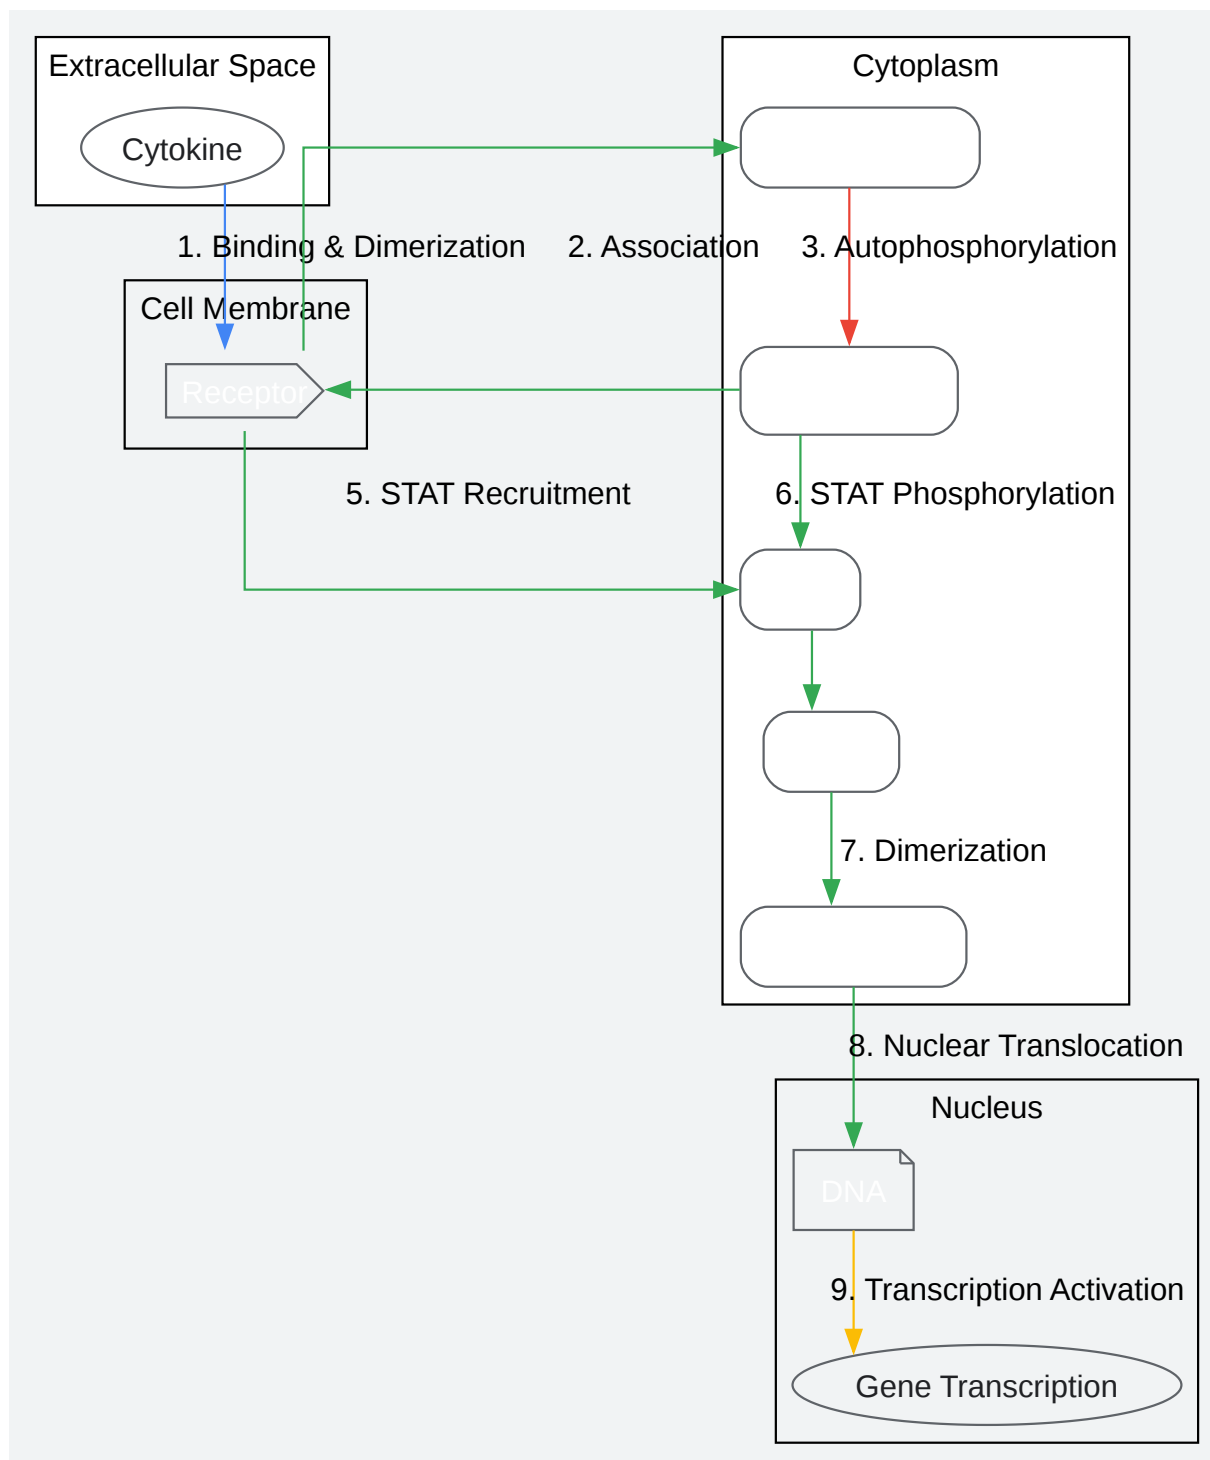 Extracellular Space
Cytoplasm
Cytokine
1. Binding & Dimerization
2. Association
3. Autophosphorylation
Cell Membrane
Receptor
5. STAT Recruitment
6. STAT Phosphorylation
7. Dimerization
8. Nuclear Translocation
Nucleus
DNA
9. Transcription Activation
Gene Transcription